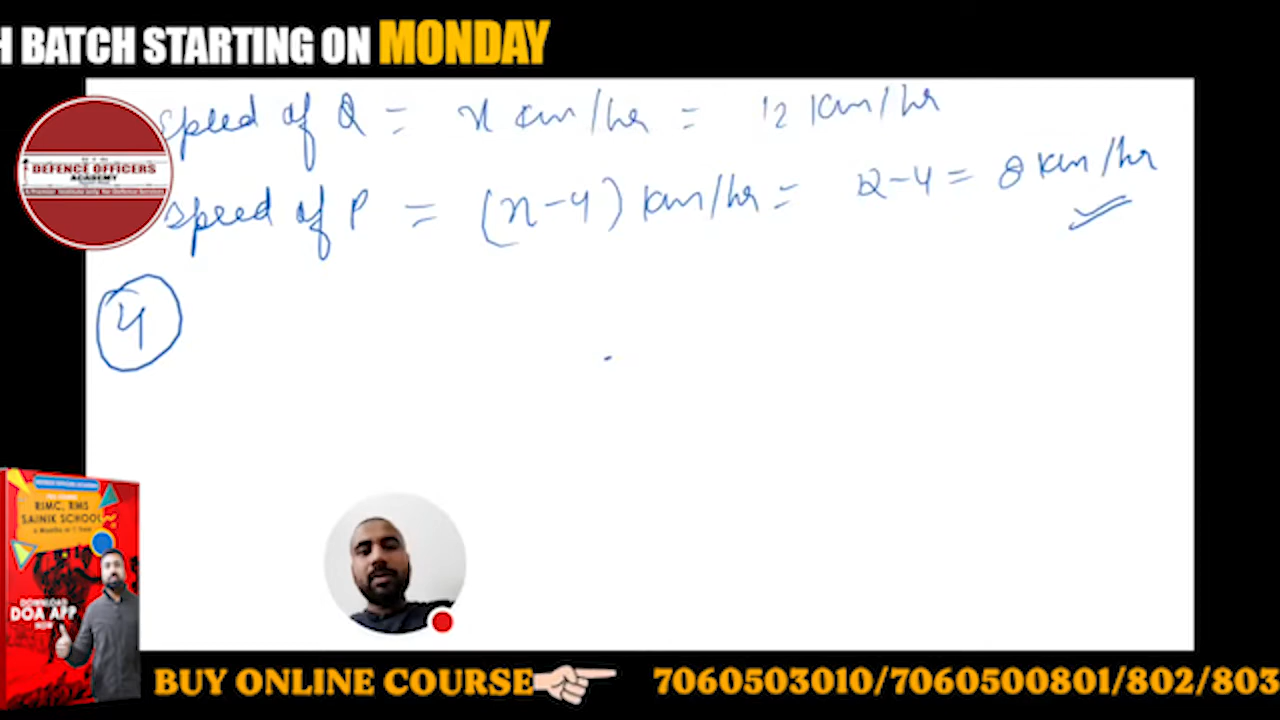 H BATCH STARTING ON MONDAY
speed of Q = x km/hr = 12 km/hr
speed of P = (x-4) km/hr = 12-4 = 8 km/hr
4
DEFENCE OFFICERS
ACADEMY
RIMC, RMS
SAINIK SCHOOL
DOWNLOAD
DOA APP
NOW
BUY ONLINE COURSE
7060503010/7060500801/802/803